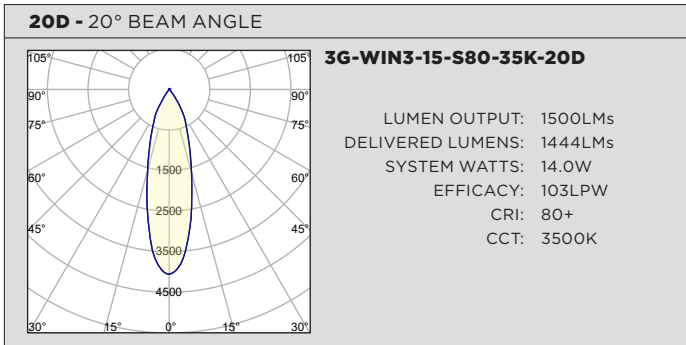 20D - 20° BEAM ANGLE
3G-WIN3-15-S80-35K-20D
LUMEN OUTPUT: 1500LMs
DELIVERED LUMENS: 1444LMs
SYSTEM WATTS: 14.0W
EFFICACY: 103LPW
CRI: 80+
CCT: 3500K
105° 105°
90° 90°
75° 75°
60° 60°
45° 45°
1500
2500
3500
4500
30° 15° 0° 15° 30°